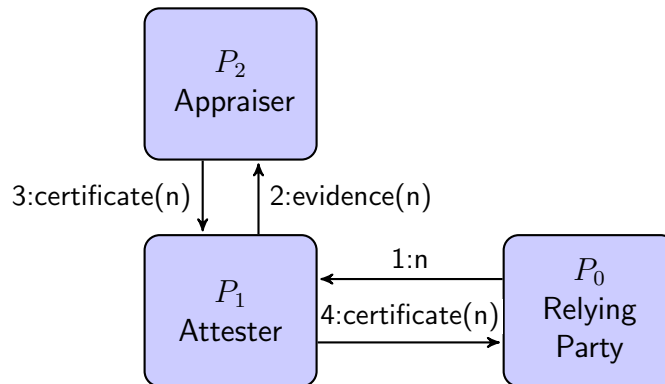 P₂
Appraiser
3:certificate(n)
2:evidence(n)
1:n
P₁
Attester
4:certificate(n)
P₀
Relying
Party